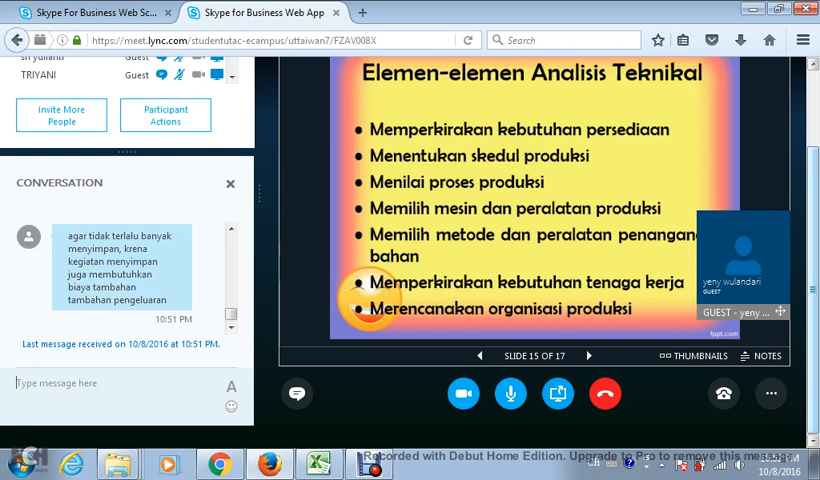 Skype For Business Web Sc...
Skype for Business Web App
https://meet.lync.com/studentutac-ecampus/uttaiwan7/FZAV008X
Search
sri yulianti Guest
TRIYANI Guest
Invite More
People
Participant
Actions
CONVERSATION
agar tidak terlalu banyak
menyimpan, krena
kegiatan menyimpan
juga membutuhkan
biaya tambahan
tambahan pengeluaran
10:51 PM
Last message received on 10/8/2016 at 10:51 PM.
Type message here
A
Elemen-elemen Analisis Teknikal
• Memperkirakan kebutuhan persediaan
• Menentukan skedul produksi
• Menilai proses produksi
• Memilih mesin dan peralatan produksi
• Memilih metode dan peralatan penangana
bahan
• Memperkirakan kebutuhan tenaga kerja
• Merencanakan organisasi produksi
fppt.com
yeny wulandari
GUEST
GUEST - yeny ...
SLIDE 15 OF 17
THUMBNAILS
NOTES
Recorded with Debut Home Edition. Upgrade to Pro to remove this message.
CH
10/8/2016